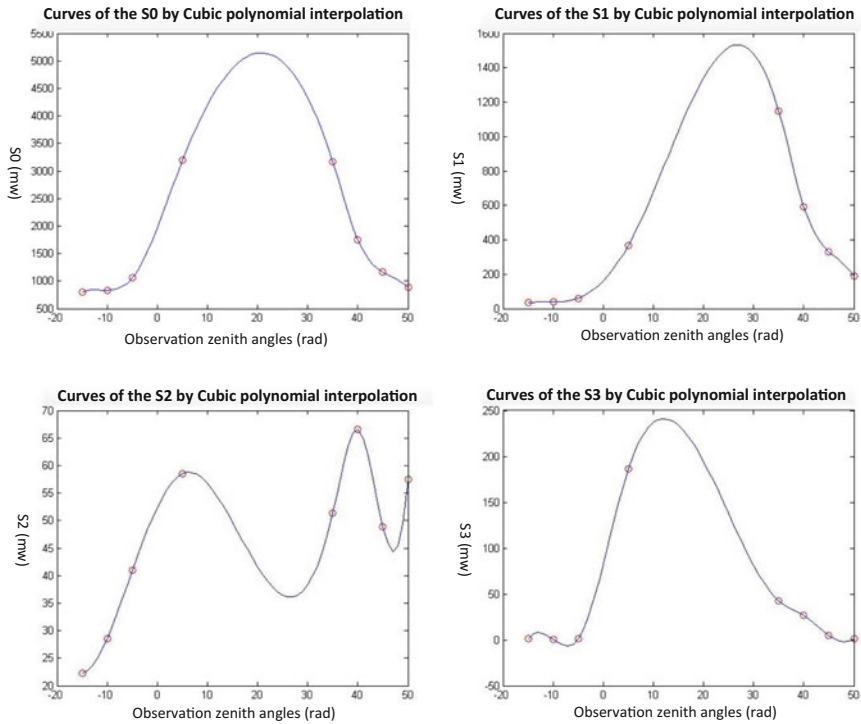 Curves of the S0 by Cubic polynomial interpolation
5500
5000
4500
4000
3500
3000
2500
2000
1500
1000
500
S0 (mw)
-20 -10 0 10 20 30 40 50
Observation zenith angles (rad)
Curves of the S1 by Cubic polynomial interpolation
1600
1400
1200
1000
800
600
400
200
0
S1 (mw)
-20 -10 0 10 20 30 40 50
Observation zenith angles (rad)
Curves of the S2 by Cubic polynomial interpolation
70
65
60
55
50
45
40
35
30
25
20
S2 (mw)
-20 -10 0 10 20 30 40 50
Observation zenith angles (rad)
Curves of the S3 by Cubic polynomial interpolation
250
200
150
100
50
0
-50
S3 (mw)
-20 -10 0 10 20 30 40 50
Observation zenith angles (rad)